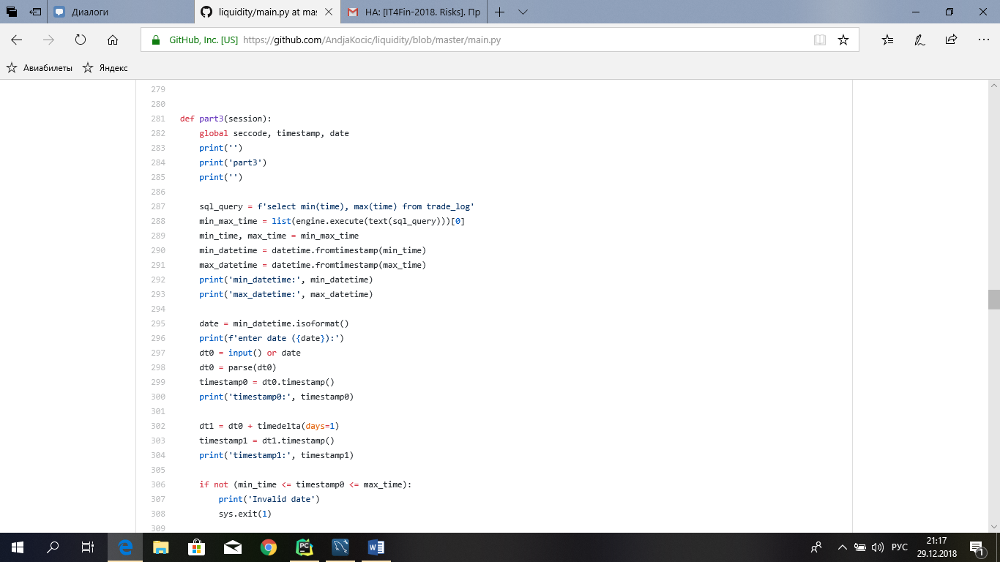 Диалоги
liquidity/main.py at mas
HA: [IT4Fin-2018. Risks]. Пр
GitHub, Inc. [US] https://github.com/AndjaKocic/liquidity/blob/master/main.py
Авиабилеты
Яндекс
279
280
281 def part3(session):
282     global seccode, timestamp, date
283     print('')
284     print('part3')
285     print('')
286
287     sql_query = f'select min(time), max(time) from trade_log'
288     min_max_time = list(engine.execute(text(sql_query)))[0]
289     min_time, max_time = min_max_time
290     min_datetime = datetime.fromtimestamp(min_time)
291     max_datetime = datetime.fromtimestamp(max_time)
292     print('min_datetime:', min_datetime)
293     print('max_datetime:', max_datetime)
294
295     date = min_datetime.isoformat()
296     print(f'enter date ({date}):')
297     dt0 = input() or date
298     dt0 = parse(dt0)
299     timestamp0 = dt0.timestamp()
300     print('timestamp0:', timestamp0)
301
302     dt1 = dt0 + timedelta(days=1)
303     timestamp1 = dt1.timestamp()
304     print('timestamp1:', timestamp1)
305
306     if not (min_time <= timestamp0 <= max_time):
307         print('Invalid date')
308         sys.exit(1)
309
РУС
21:17
29.12.2018
1